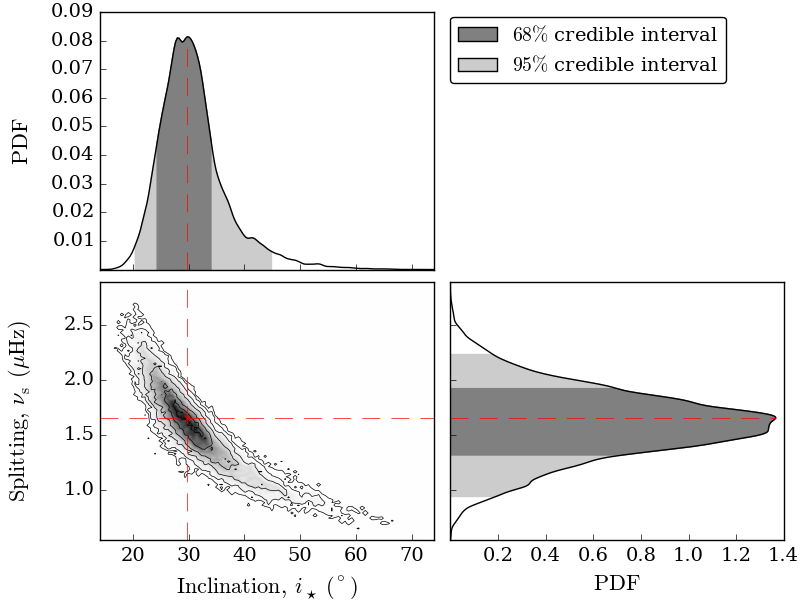 0.09
0.08
0.07
0.06
0.05
0.04
0.03
0.02
0.01
PDF
68% credible interval
95% credible interval
2.5
2.0
1.5
1.0
Splitting, νs (μHz)
20 30 40 50 60 70
Inclination, i⋆ (°)
0.2 0.4 0.6 0.8 1.0 1.2 1.4
PDF